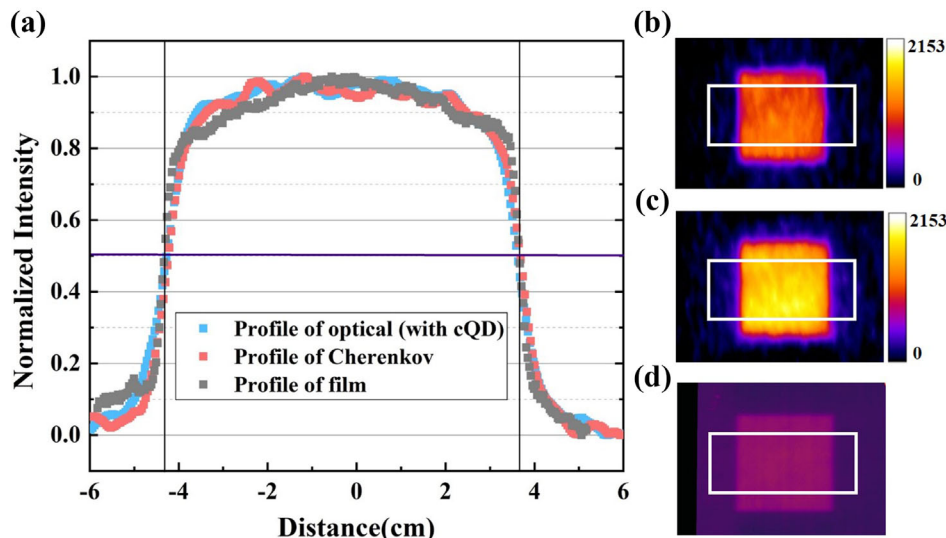 (a)
Normalized Intensity
1.0
0.8
0.6
0.4
0.2
0.0
Profile of optical (with cQD)
Profile of Cherenkov
Profile of film
-6 -4 -2 0 2 4 6
Distance(cm)
(b)
2153
0
(c)
2153
0
(d)